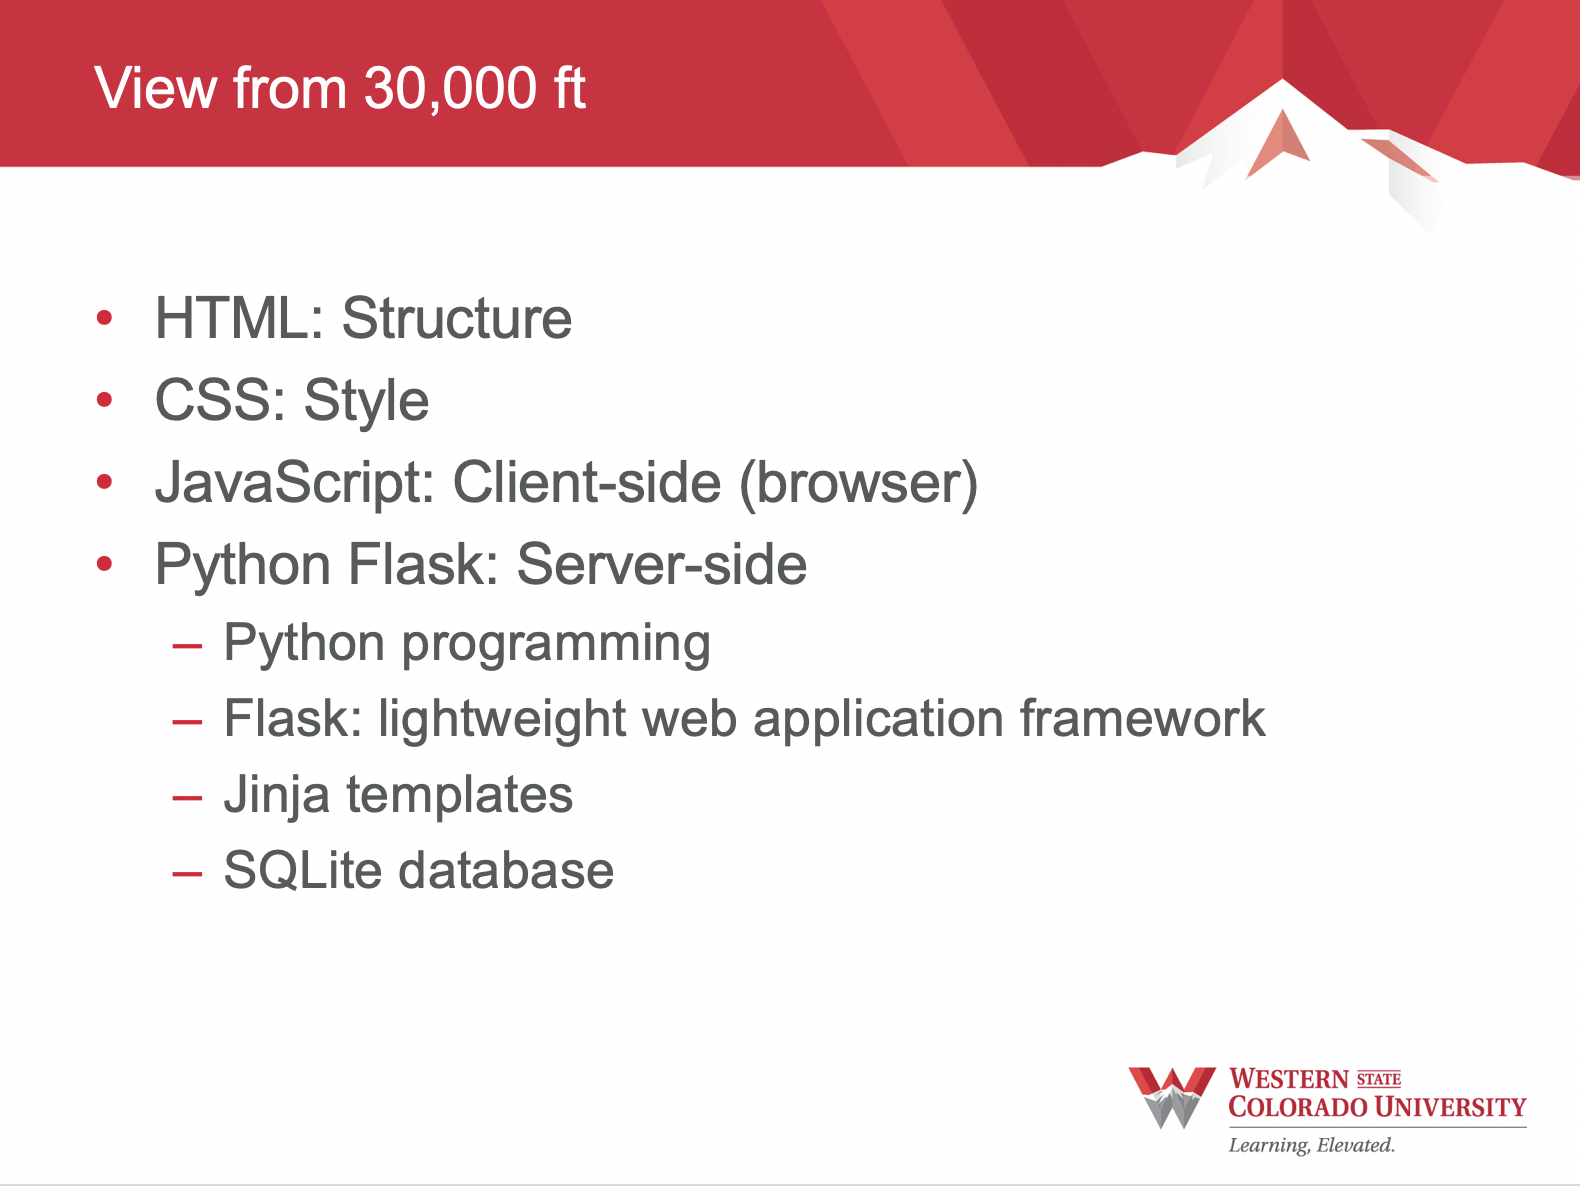 View from 30,000 ft
• HTML: Structure
• CSS: Style
• JavaScript: Client-side (browser)
• Python Flask: Server-side
– Python programming
– Flask: lightweight web application framework
– Jinja templates
– SQLite database
WESTERN STATE
COLORADO UNIVERSITY
Learning, Elevated.